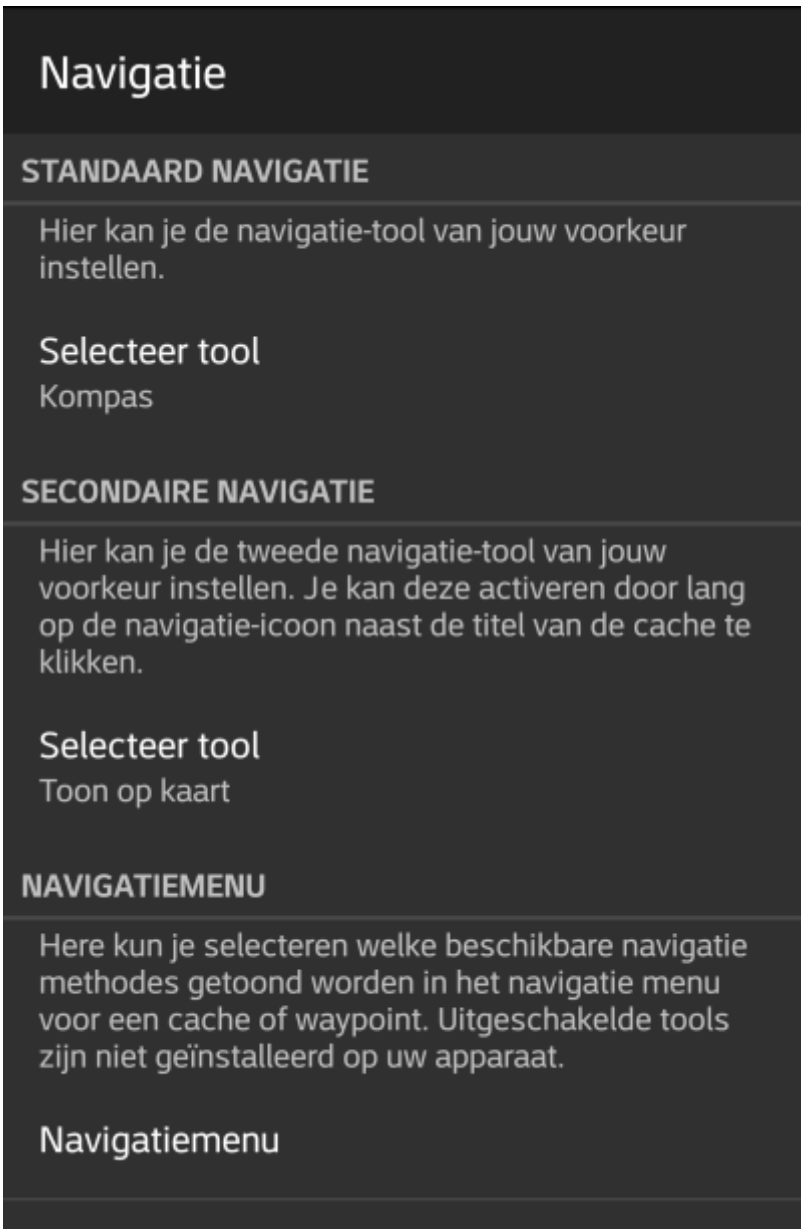 Navigatie
STANDAARD NAVIGATIE
Hier kan je de navigatie-tool van jouw voorkeur
instellen.
Selecteer tool
Kompas
SECONDAIRE NAVIGATIE
Hier kan je de tweede navigatie-tool van jouw
voorkeur instellen. Je kan deze activeren door lang
op de navigatie-icoon naast de titel van de cache te
klikken.
Selecteer tool
Toon op kaart
NAVIGATIEMENU
Here kun je selecteren welke beschikbare navigatie
methodes getoond worden in het navigatie menu
voor een cache of waypoint. Uitgeschakelde tools
zijn niet geïnstalleerd op uw apparaat.
Navigatiemenu